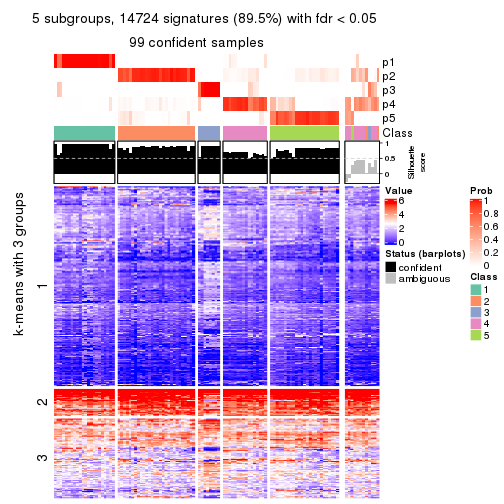 5 subgroups, 14724 signatures (89.5%) with fdr < 0.05
99 confident samples
p1
p2
p3
p4
p5
Class
1
0.5
0
Silhouette
score
k-means with 3 groups
1
2
3
Value
6
4
2
0
Status (barplots)
confident
ambiguous
Prob
1
0.8
0.6
0.4
0.2
0
Class
1
2
3
4
5